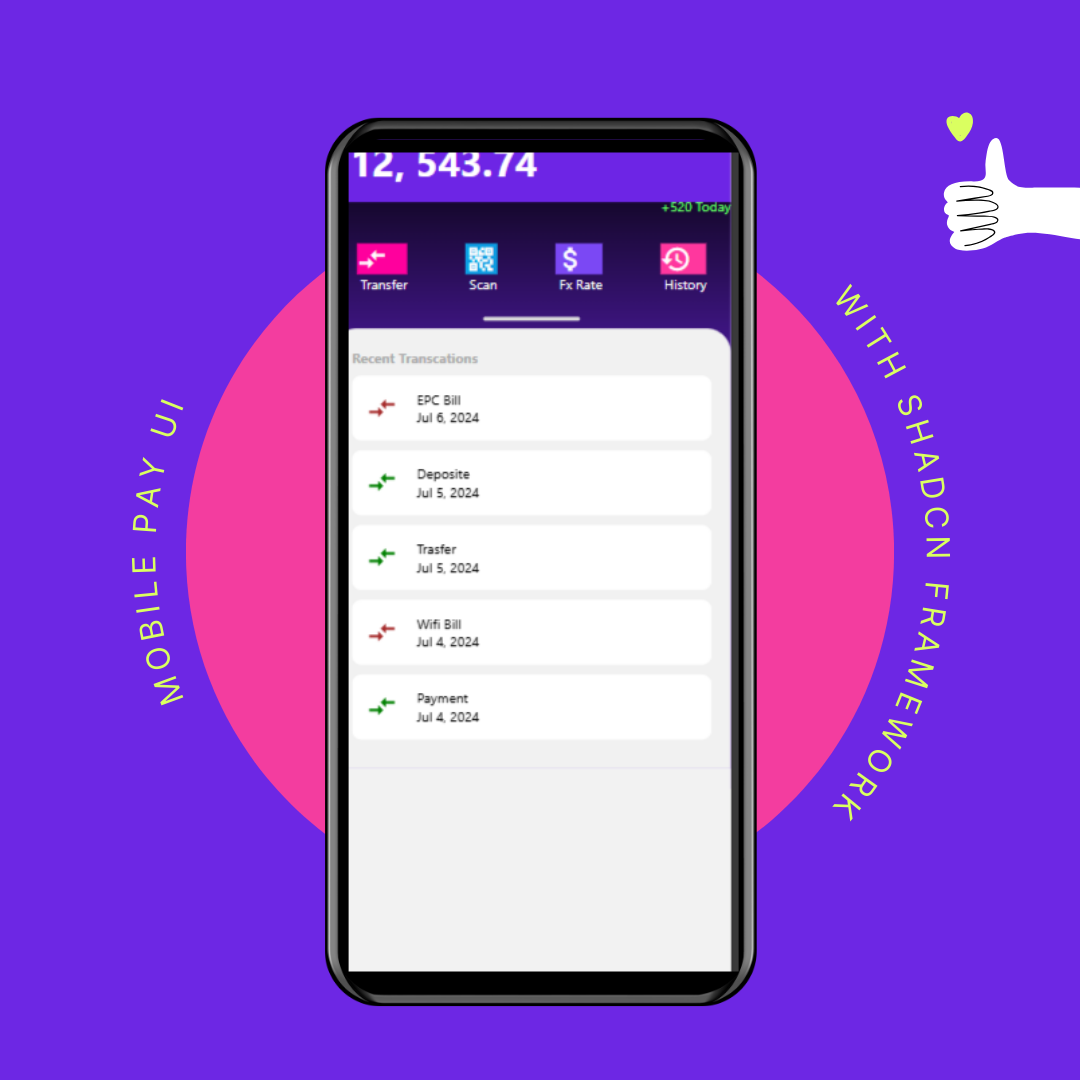 MOBILE PAY UI
WITH SHADCN FRAMEWORK
12, 543.74
+520 Today
Transfer
Scan
Fx Rate
History
Recent Transcations
EPC Bill
Jul 6, 2024
Deposite
Jul 5, 2024
Trasfer
Jul 5, 2024
Wifi Bill
Jul 4, 2024
Payment
Jul 4, 2024